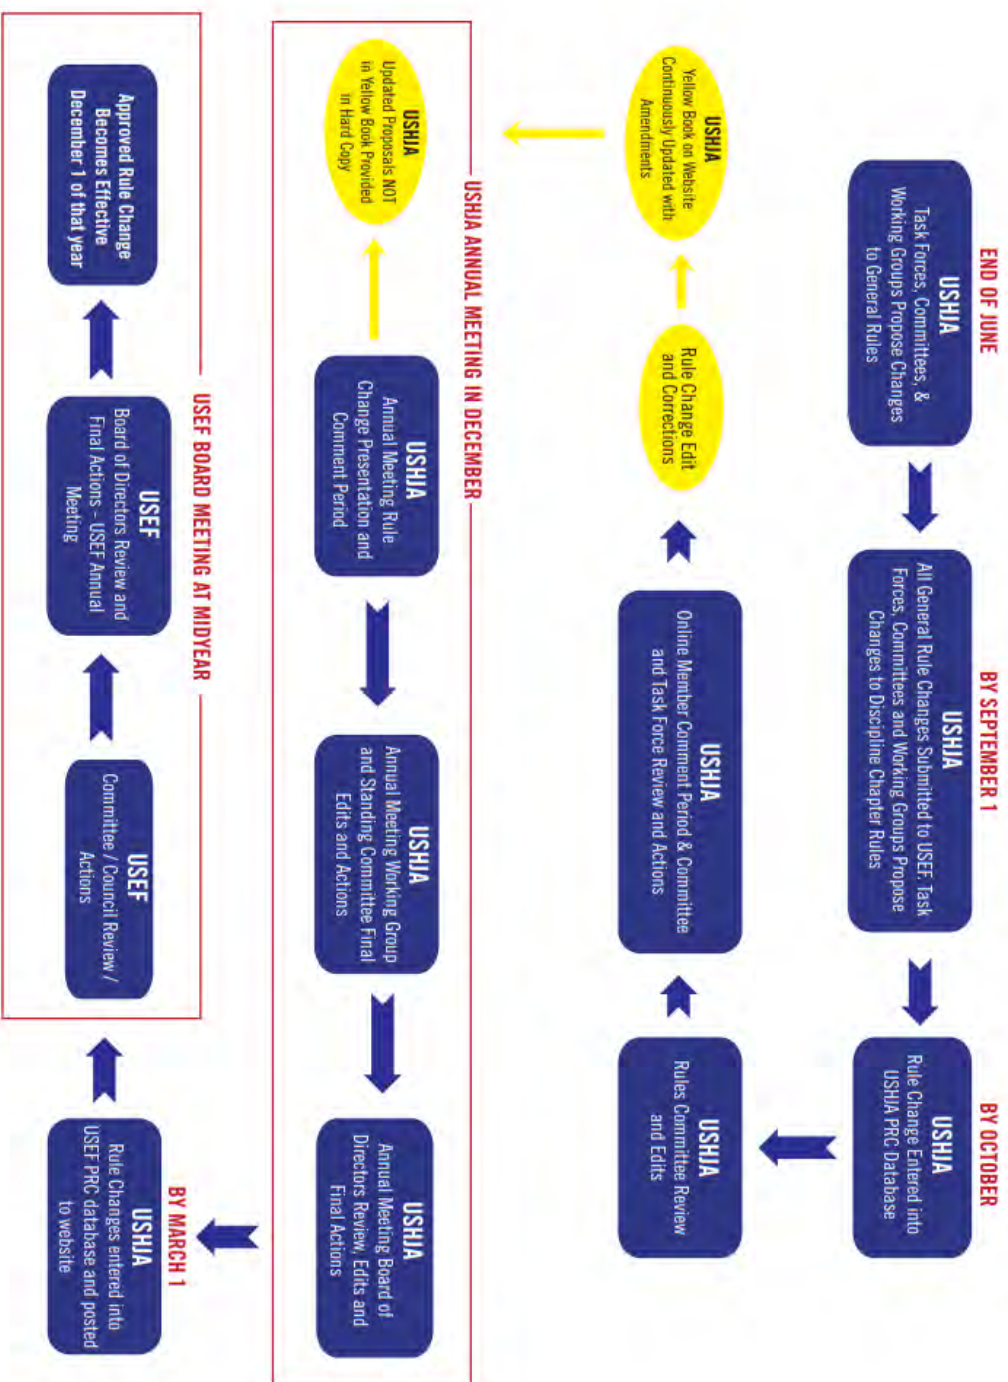 END OF JUNE
USHJA
Task Forces, Committees, &
Working Groups Propose Changes
to General Rules
BY SEPTEMBER 1
USHJA
All General Rule Changes Submitted to USEF. Task
Forces, Committees and Working Groups Propose
Changes to Discipline Chapter Rules
BY OCTOBER
USHJA
Rule Change Entered into
USHJA PRC Database
USHJA
Rules Committee Review
and Edits
USHJA
Online Member Comment Period & Committee
and Task Force Review and Actions
Rule Change Edit
and Corrections
USHJA
Yellow Book on Website
Continuously Updated with
Amendments
USHJA ANNUAL MEETING IN DECEMBER
USHJA
Updated Proposals NOT
in Yellow Book Provided
in Hard Copy
USHJA
Annual Meeting Rule
Change Presentation and
Comment Period
USHJA
Annual Meeting Working Group
and Standing Committee Final
Edits and Actions
USHJA
Annual Meeting Board of
Directors Review, Edits and
Final Actions
BY MARCH 1
USHJA
Rule Changes entered into
USEF PRC database and posted
to website
USEF BOARD MEETING AT MIDYEAR
USEF
Committee / Council Review /
Actions
USEF
Board of Directors Review and
Final Actions - USEF Annual
Meeting
Approved Rule Change
Becomes Effective
December 1 of that year